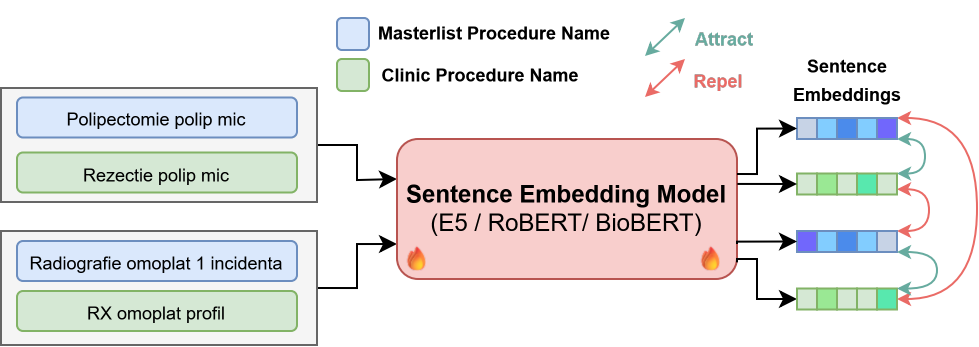 Masterlist Procedure Name
Clinic Procedure Name
Attract
Repel
Sentence
Embeddings
Polipectomie polip mic
Rezectie polip mic
Radiografie omoplat 1 incidenta
RX omoplat profil
Sentence Embedding Model
(E5 / RoBERT/ BioBERT)